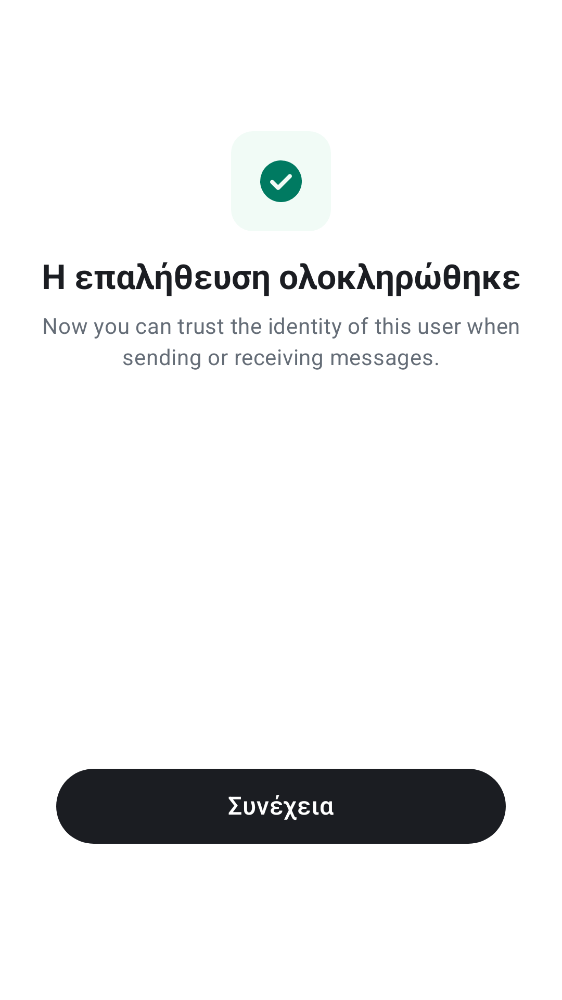 Η επαλήθευση ολοκληρώθηκε
Now you can trust the identity of this user when
sending or receiving messages.
Συνέχεια